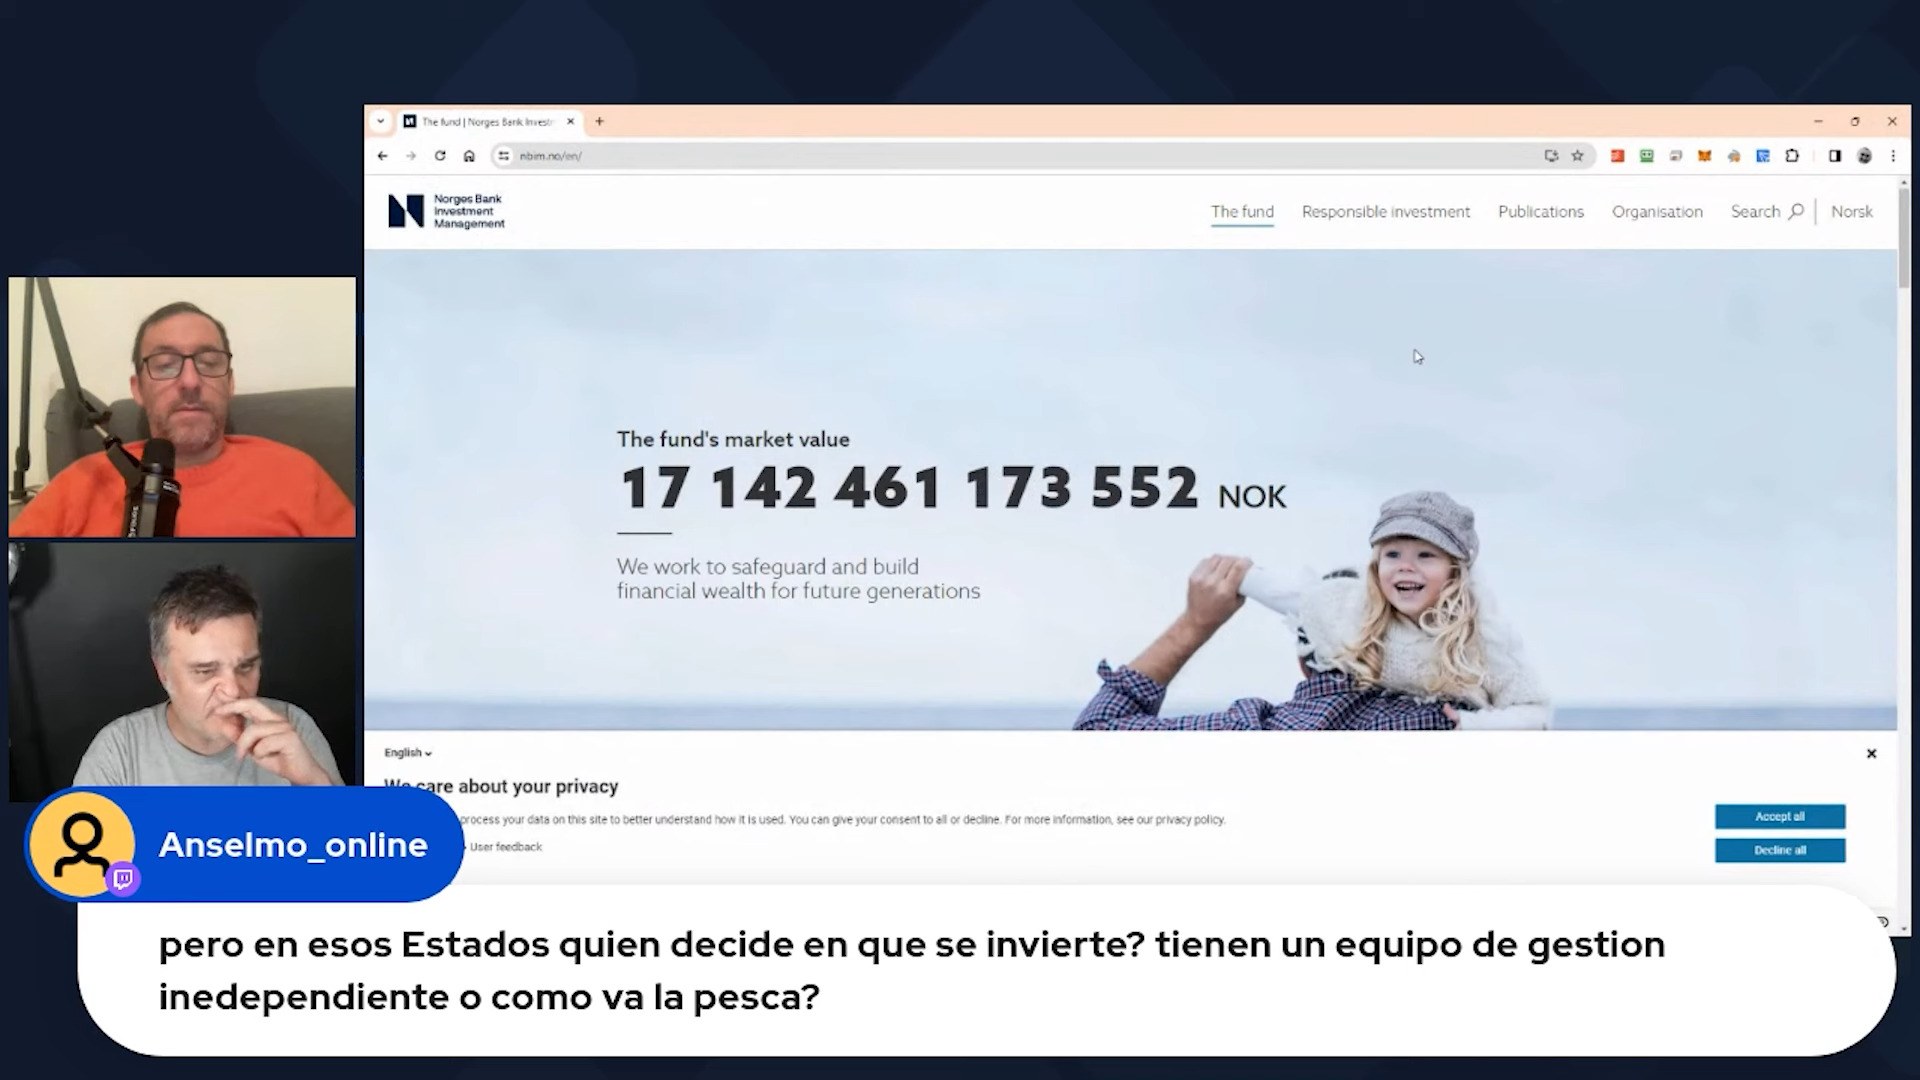 The fund | Norges Bank Invest
nbim.no/en/
Norges Bank
Investment
Management
The fund
Responsible investment
Publications
Organisation
Search
Norsk
The fund's market value
17 142 461 173 552 NOK
We work to safeguard and build
financial wealth for future generations
English
We care about your privacy
process your data on this site to better understand how it is used. You can give your consent to all or decline. For more information, see our privacy policy.
User feedback
Accept all
Decline all
Anselmo_online
pero en esos Estados quien decide en que se invierte? tienen un equipo de gestion
inedependiente o como va la pesca?